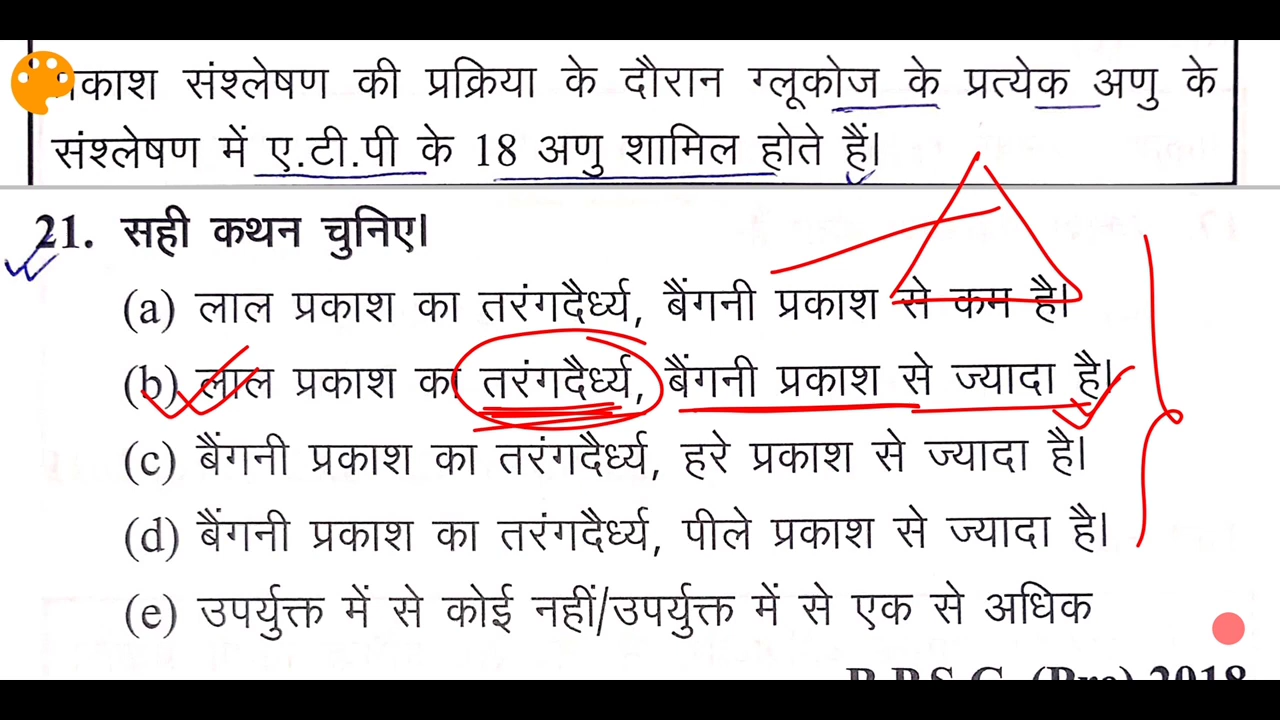 प्रकाश संश्लेषण की प्रक्रिया के दौरान ग्लूकोज के प्रत्येक अणु के
संश्लेषण में ए.टी.पी के 18 अणु शामिल होते हैं।
21. सही कथन चुनिए।
(a) लाल प्रकाश का तरंगदैर्ध्य, बैंगनी प्रकाश से कम है।
(b) लाल प्रकाश का तरंगदैर्ध्य, बैंगनी प्रकाश से ज्यादा है।
(c) बैंगनी प्रकाश का तरंगदैर्ध्य, हरे प्रकाश से ज्यादा है।
(d) बैंगनी प्रकाश का तरंगदैर्ध्य, पीले प्रकाश से ज्यादा है।
(e) उपर्युक्त में से कोई नहीं/उपर्युक्त में से एक से अधिक
(Pre) 2018